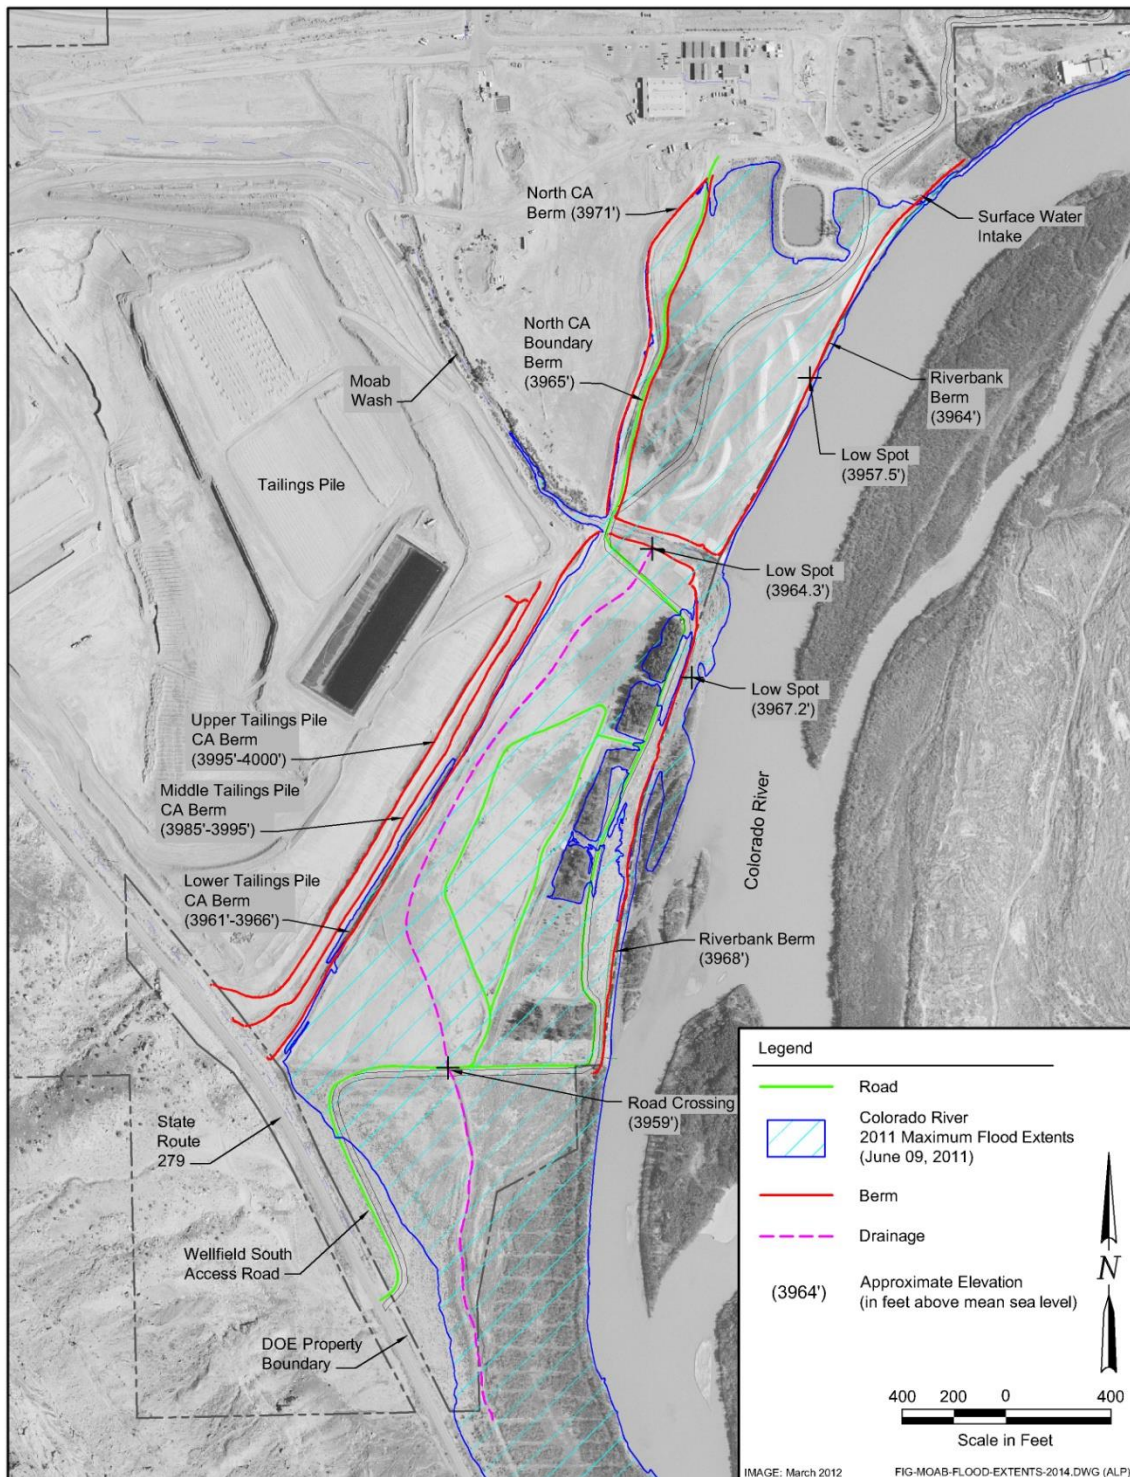 North CA
Berm (3971')
Surface Water
Intake
North CA
Boundary
Berm
(3965')
Moab
Wash
Riverbank
Berm
(3964')
Low Spot
(3957.5')
Tailings Pile
Low Spot
(3964.3')
Low Spot
(3967.2')
Upper Tailings Pile
CA Berm
(3995'-4000')
Middle Tailings Pile
CA Berm
(3985'-3995')
Colorado River
Lower Tailings Pile
CA Berm
(3961'-3966')
Riverbank Berm
(3968')
Road Crossing
(3959')
State
Route
279
Wellfield South
Access Road
DOE Property
Boundary
Legend
Road
Colorado River
2011 Maximum Flood Extents
(June 09, 2011)
Berm
Drainage
(3964')
Approximate Elevation
(in feet above mean sea level)
N
400 200 0 400
Scale in Feet
IMAGE: March 2012
FIG-MOAB-FLOOD-EXTENTS-2014.DWG (ALP)